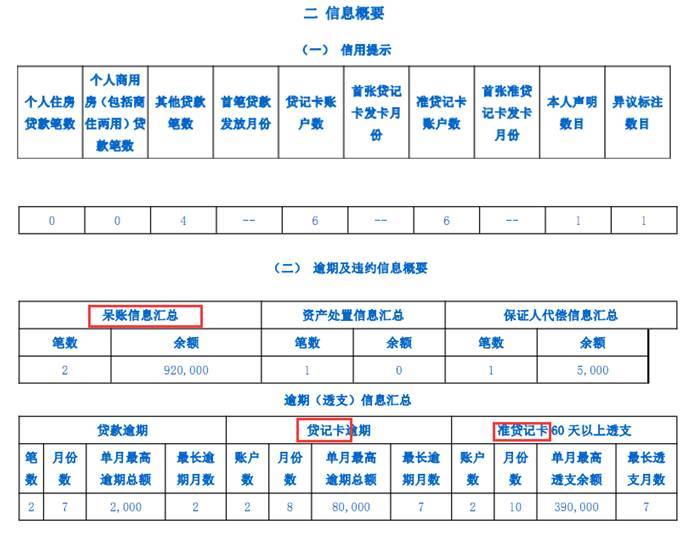 二 信息概要
（一） 信用提示
个人住房贷款笔数 个人商用房（包括商住两用）贷款笔数 其他贷款笔数 首笔贷款发放月份 贷记卡账户数 首张贷记卡发卡月份 准贷记卡账户数 首张准贷记卡发卡月份 本人声明数目 异议标注数目
0 0 4 -- 6 -- 6 -- 1 1
（二） 逾期及违约信息概要
呆账信息汇总 资产处置信息汇总 保证人代偿信息汇总
笔数 余额 笔数 余额 笔数 余额
2 920,000 1 0 1 5,000
逾期（透支）信息汇总
贷款逾期 贷记卡逾期 准贷记卡 60 天以上透支
笔数 月份数 单月最高逾期总额 最长逾期月数 账户数 月份数 单月最高逾期总额 最长逾期月数 账户数 月份数 单月最高透支余额 最长透支月数
2 7 2,000 2 2 8 80,000 7 2 10 390,000 7